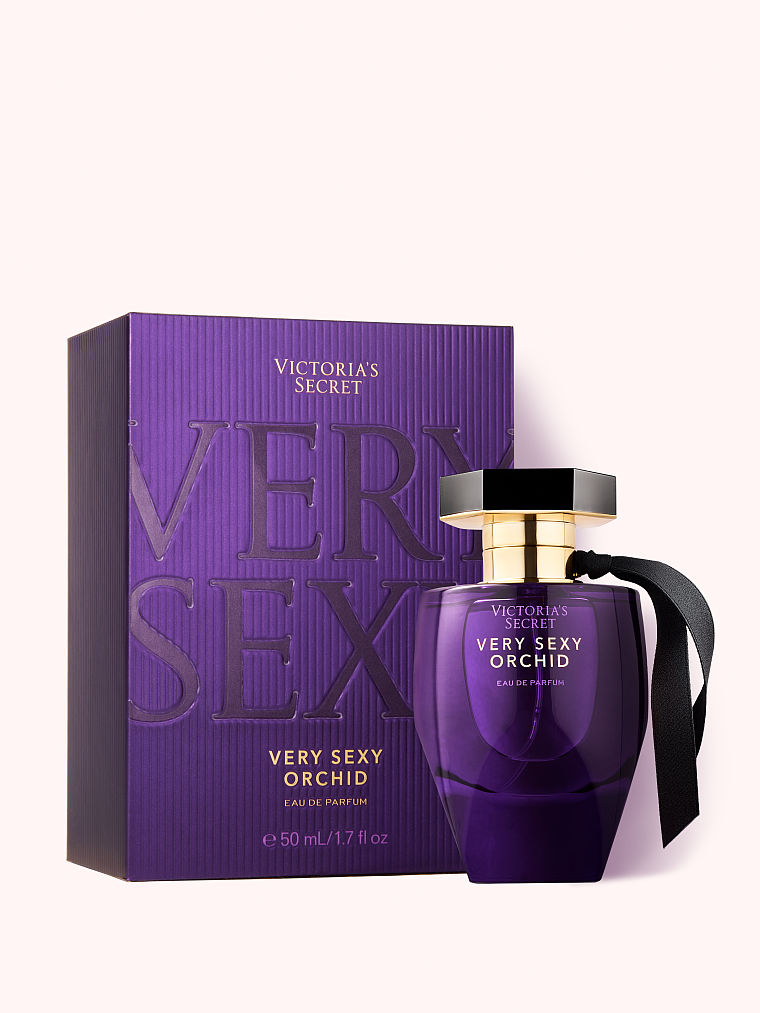 VICTORIA'S
SECRET
VERY
SEXY
VERY SEXY
ORCHID
EAU DE PARFUM
℮ 50 mL/1.7 fl oz
VICTORIA'S
SECRET
VERY SEXY
ORCHID
EAU DE PARFUM